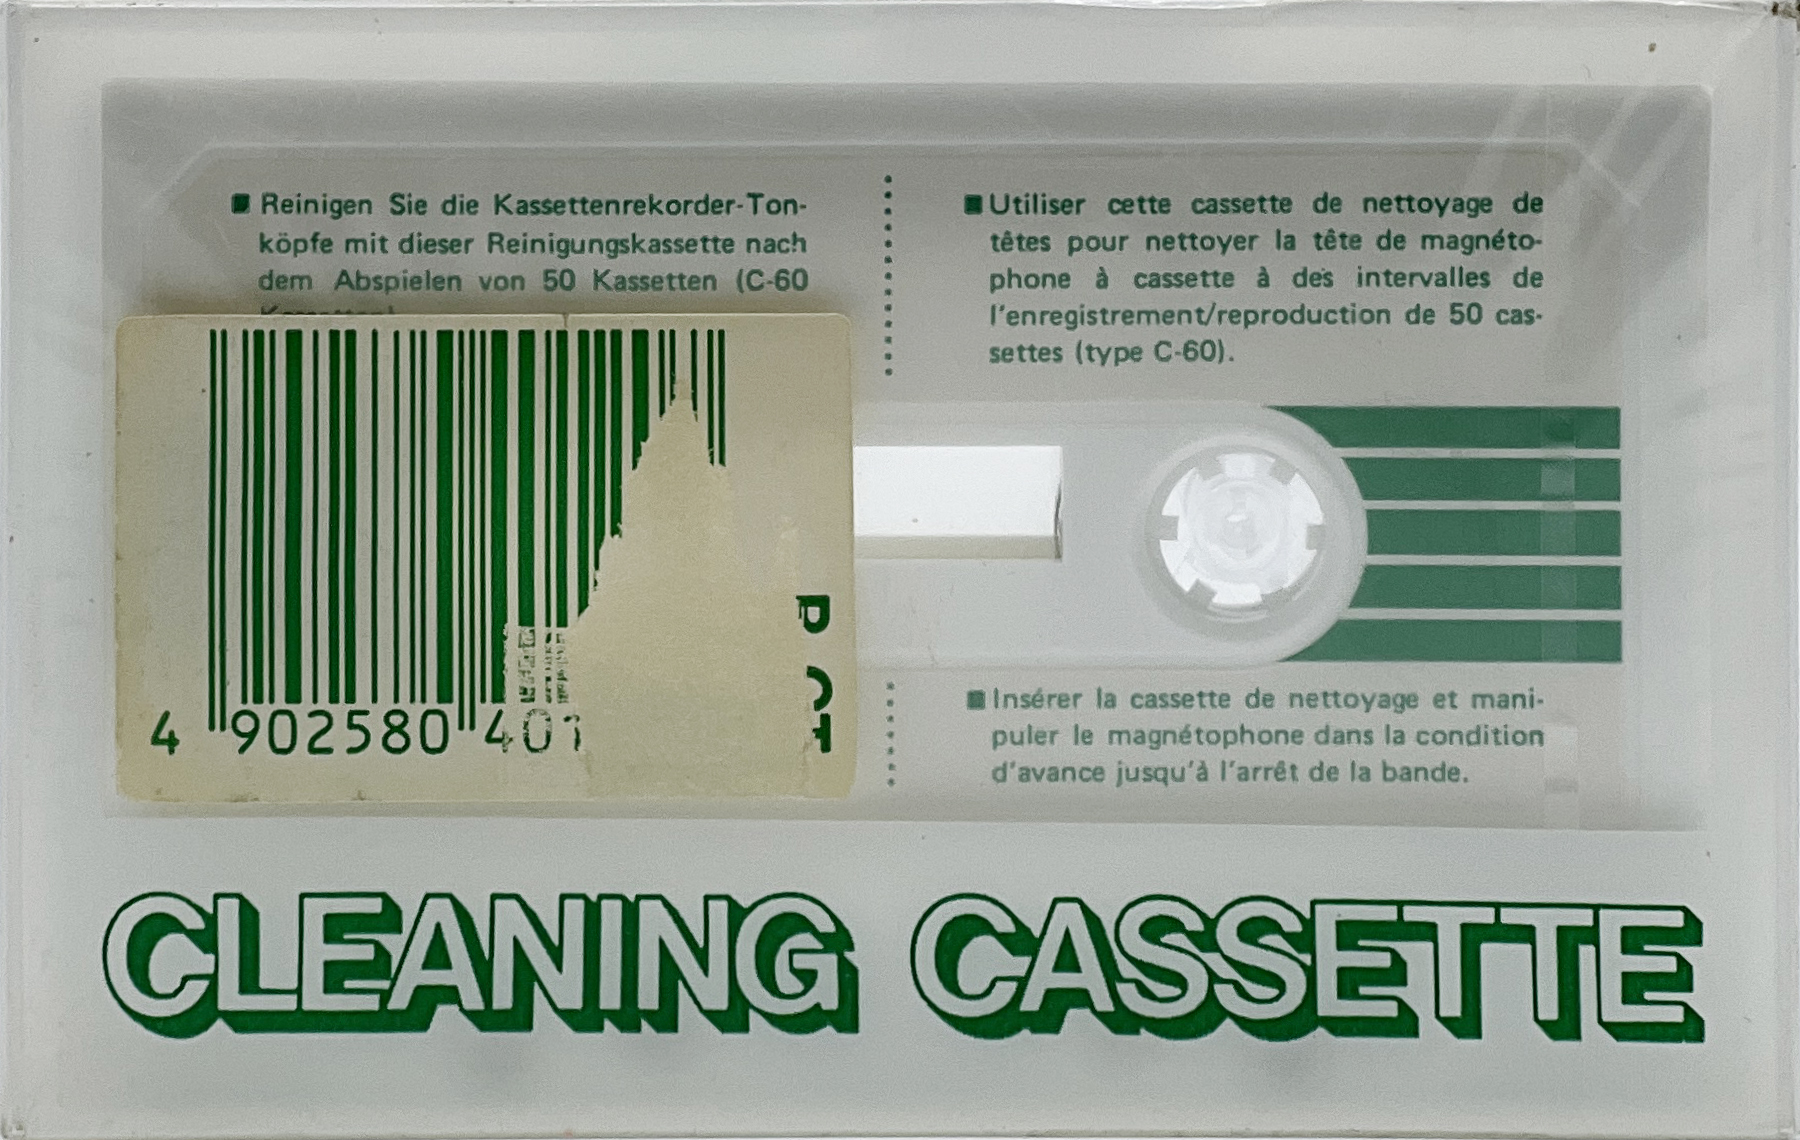 ■ Reinigen Sie die Kassettenrekorder-Ton-
köpfe mit dieser Reinigungskassette nach
dem Abspielen von 50 Kassetten (C-60
■ Utiliser cette cassette de nettoyage de
têtes pour nettoyer la tête de magnéto-
phone à cassette à des intervalles de
l'enregistrement/reproduction de 50 cas-
settes (type C-60).
4 902580 401
■ Insérer la cassette de nettoyage et mani-
puler le magnétophone dans la condition
d'avance jusqu'à l'arrêt de la bande.
CLEANING CASSETTE